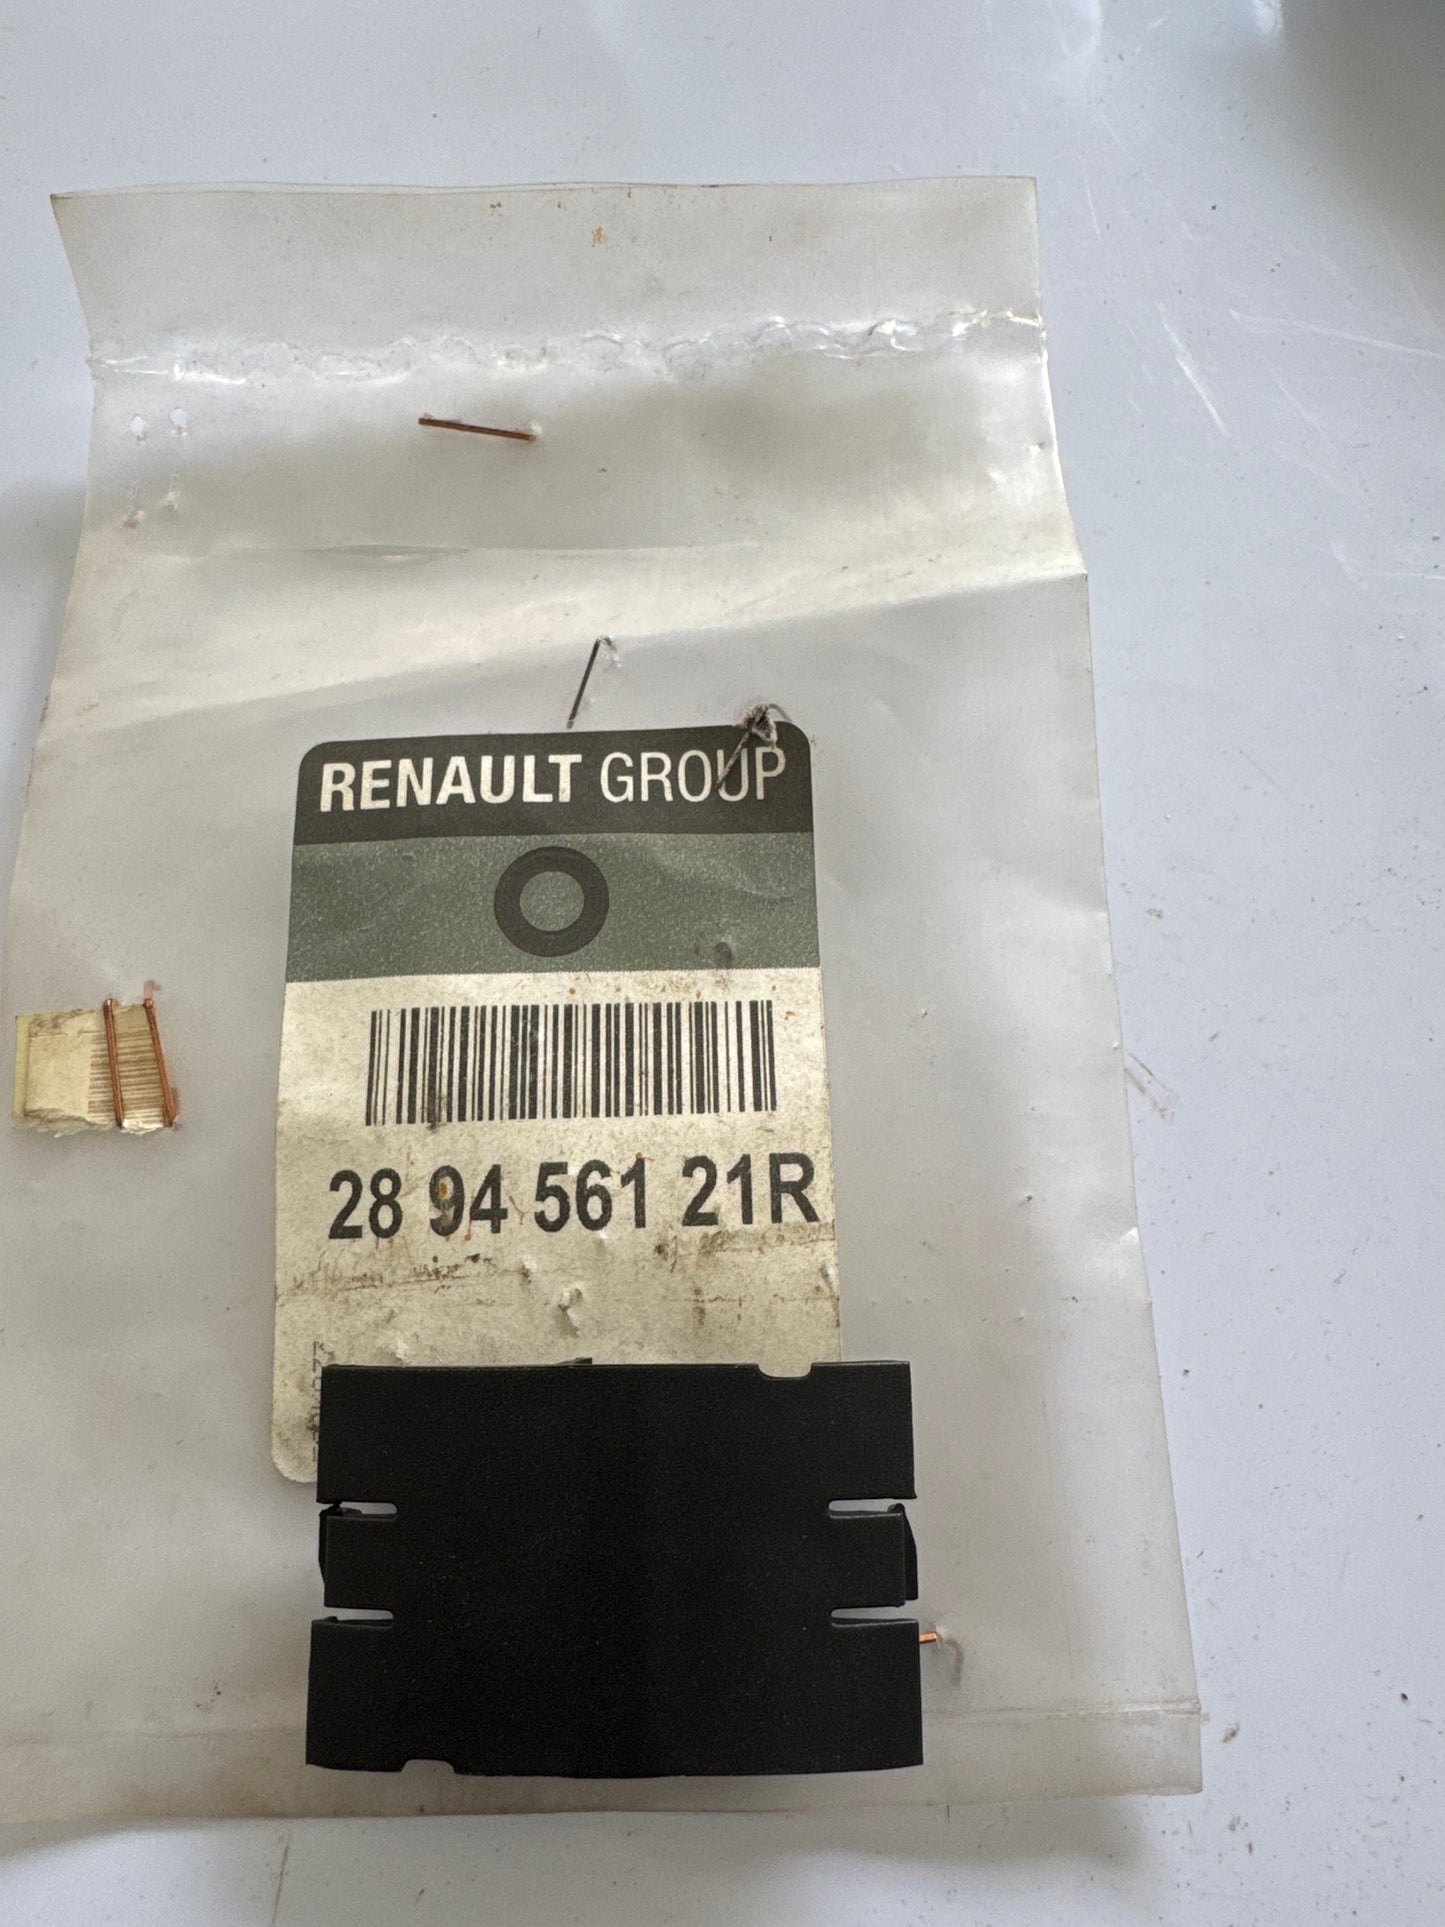 RENAULT GROUP
28 94 561 21R